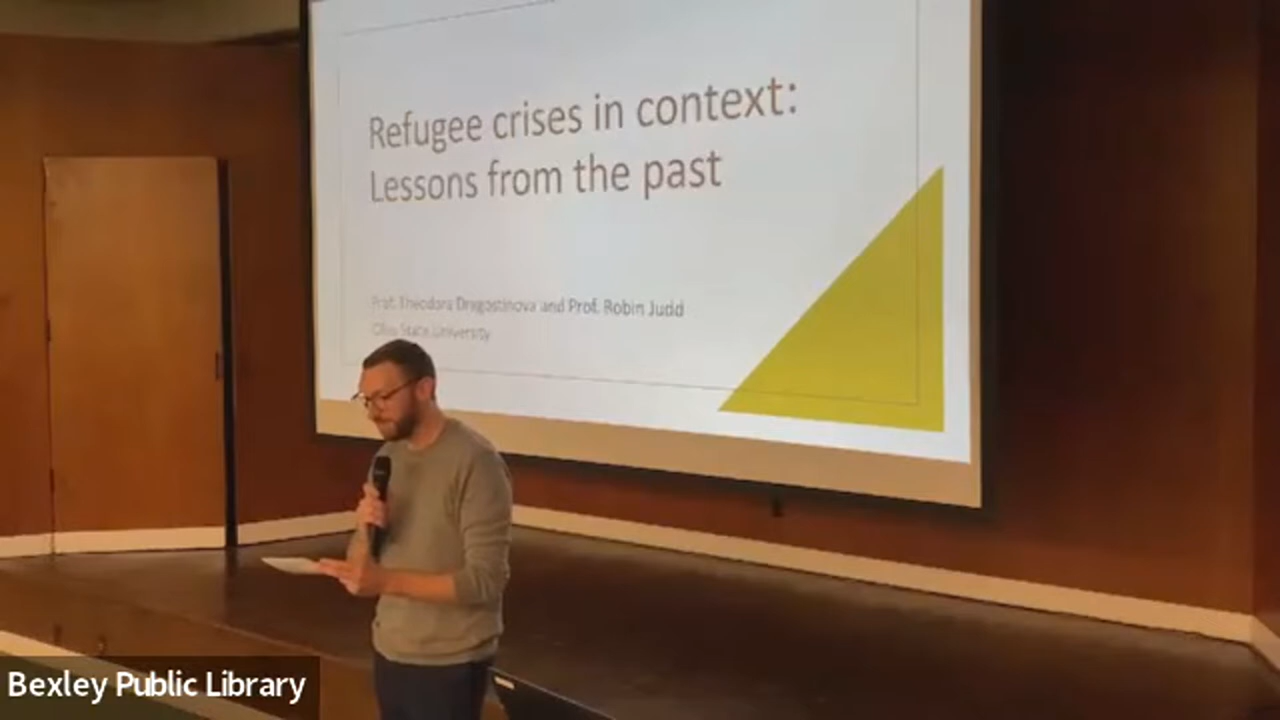 Refugee crises in context:
Lessons from the past
Prof. Theodora Dragostinova and Prof. Robin Judd
Ohio State University
Bexley Public Library